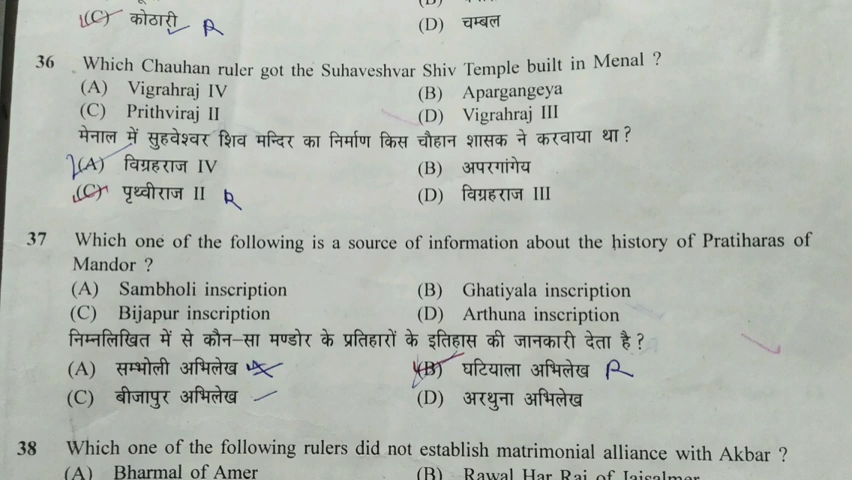 (C) कोठारी R (D) चम्बल
36 Which Chauhan ruler got the Suhaveshvar Shiv Temple built in Menal ?
(A) Vigrahraj IV (B) Apargangeya
(C) Prithviraj II (D) Vigrahraj III
मेनाल में सुहवेश्वर शिव मन्दिर का निर्माण किस चौहान शासक ने करवाया था ?
(A) विग्रहराज IV (B) अपरगांगेय
(C) पृथ्वीराज II R (D) विग्रहराज III
37 Which one of the following is a source of information about the history of Pratiharas of
Mandor ?
(A) Sambholi inscription (B) Ghatiyala inscription
(C) Bijapur inscription (D) Arthuna inscription
निम्नलिखित में से कौन-सा मण्डोर के प्रतिहारों के इतिहास की जानकारी देता है ?
(A) सम्भोली अभिलेख (B) घटियाला अभिलेख R
(C) बीजापुर अभिलेख (D) अरथुना अभिलेख
38 Which one of the following rulers did not establish matrimonial alliance with Akbar ?
(A) Bharmal of Amer (B) Rawal Har Rai of Jaisalmer